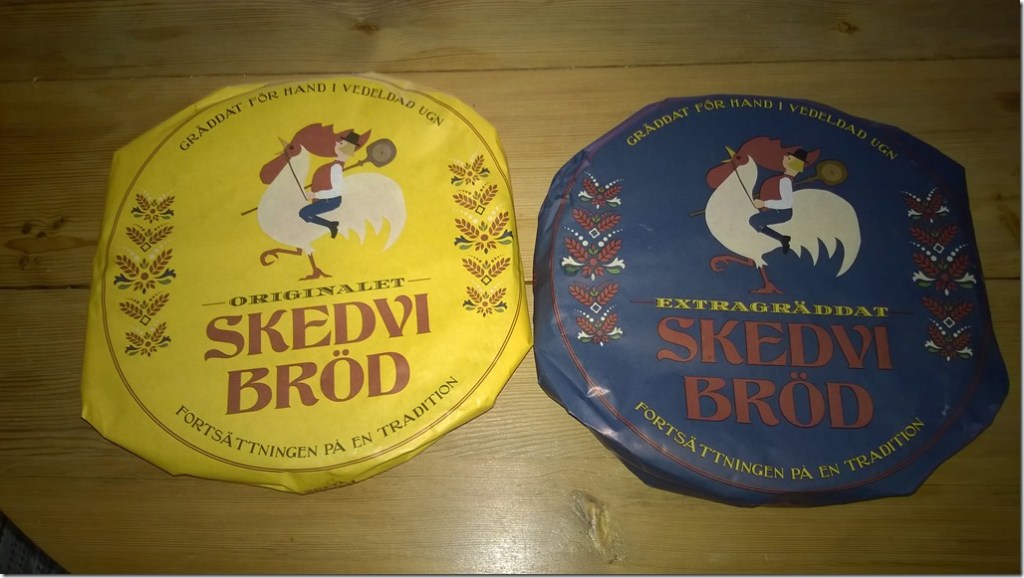 GRÄDDAT FÖR HAND I VEDELDAD UGN
ORIGINALET
SKEDVI
BRÖD
FORTSÄTTNINGEN PÅ EN TRADITION
GRÄDDAT FÖR HAND I VEDELDAD UGN
EXTRAGRÄDDAT
SKEDVI
BRÖD
FORTSÄTTNINGEN PÅ EN TRADITION